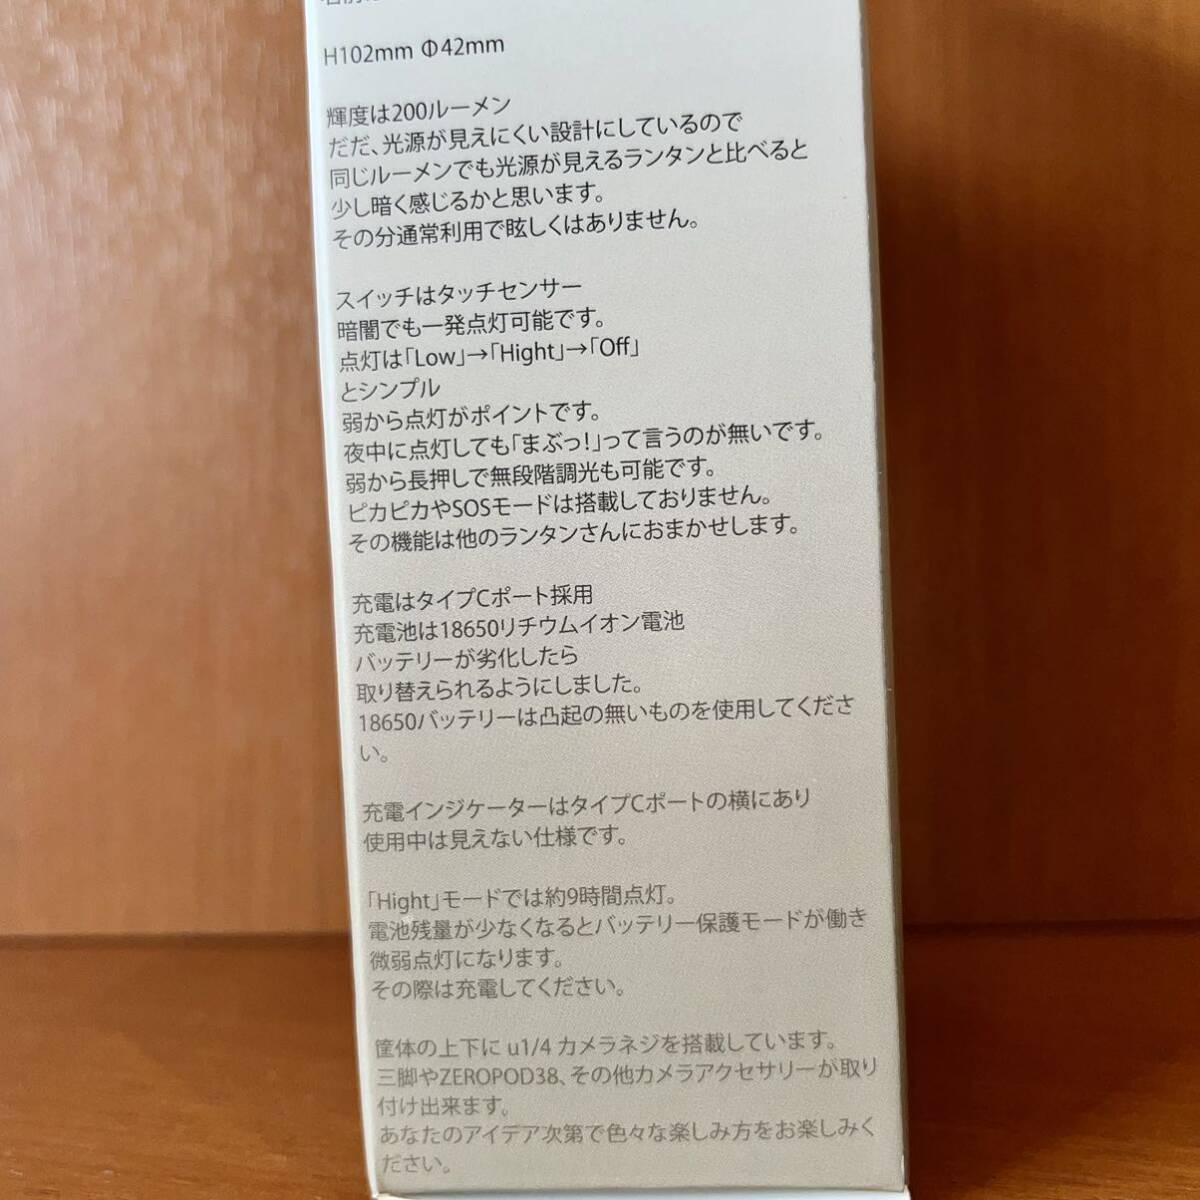 H102mm Φ42mm
輝度は200ルーメン
だだ、光源が見えにくい設計にしているので
同じルーメンでも光源が見えるランタンと比べると
少し暗く感じるかと思います。
その分通常利用で眩しくはありません。
スイッチはタッチセンサー
暗闇でも一発点灯可能です。
点灯は「Low」→「Hight」→「Off」
とシンプル
弱から点灯がポイントです。
夜中に点灯しても「まぶっ!」って言うのが無いです。
弱から長押しで無段階調光も可能です。
ピカピカやSOSモードは搭載しておりません。
その機能は他のランタンさんにおまかせします。
充電はタイプCポート採用
充電池は18650リチウムイオン電池
バッテリーが劣化したら
取り替えられるようにしました。
18650バッテリーは凸起の無いものを使用してくださ
い。
充電インジケーターはタイプCポートの横にあり
使用中は見えない仕様です。
「Hight」モードでは約9時間点灯。
電池残量が少なくなるとバッテリー保護モードが働き
微弱点灯になります。
その際は充電してください。
筐体の上下に u1/4 カメラネジを搭載しています。
三脚やZEROPOD38、その他カメラアクセサリーが取り
付け出来ます。
あなたのアイデア次第で色々な楽しみ方をお楽しみく
ださい。